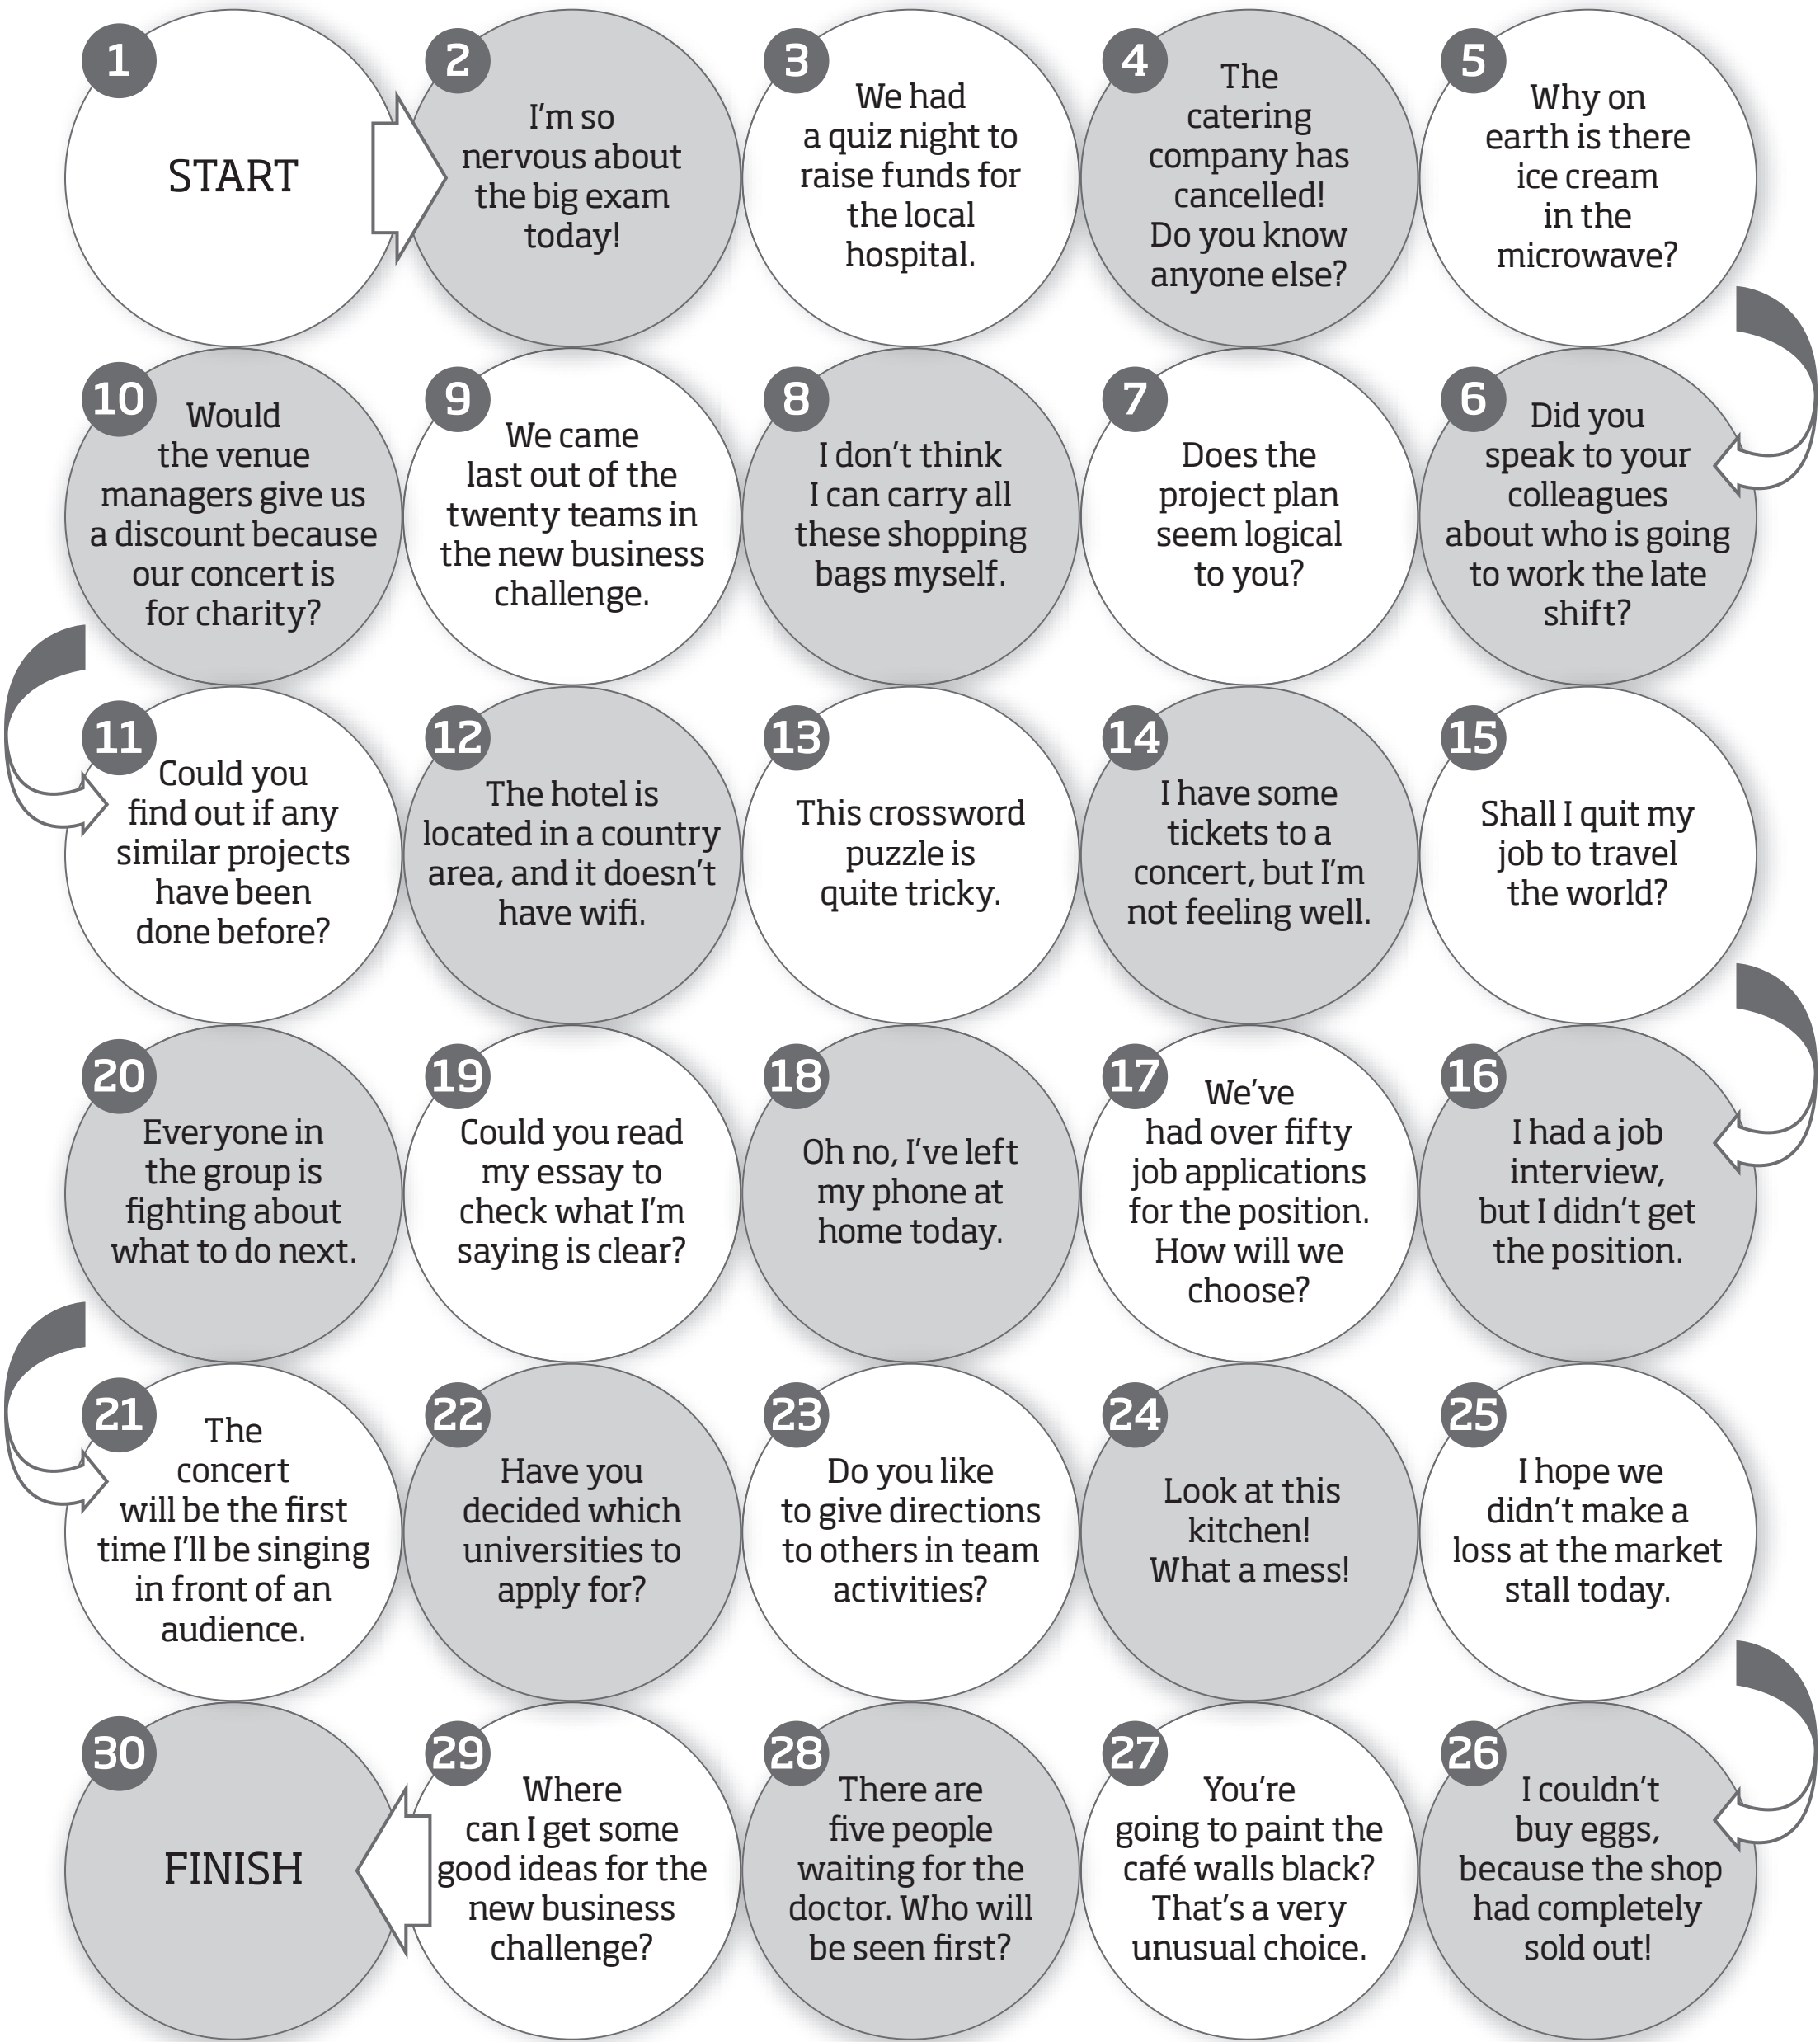 1
START
2
I'm so
nervous about
the big exam
today!
3
We had
a quiz night to
raise funds for
the local
hospital.
4
The
catering
company has
cancelled!
Do you know
anyone else?
5
Why on
earth is there
ice cream
in the
microwave?
6
Did you
speak to your
colleagues
about who is going
to work the late
shift?
7
Does the
project plan
seem logical
to you?
8
I don't think
I can carry all
these shopping
bags myself.
9
We came
last out of the
twenty teams in
the new business
challenge.
10
Would
the venue
managers give us
a discount because
our concert is
for charity?
11
Could you
find out if any
similar projects
have been
done before?
12
The hotel is
located in a country
area, and it doesn't
have wifi.
13
This crossword
puzzle is
quite tricky.
14
I have some
tickets to a
concert, but I'm
not feeling well.
15
Shall I quit my
job to travel
the world?
16
I had a job
interview,
but I didn't get
the position.
17
We've
had over fifty
job applications
for the position.
How will we
choose?
18
Oh no, I've left
my phone at
home today.
19
Could you read
my essay to
check what I'm
saying is clear?
20
Everyone in
the group is
fighting about
what to do next.
21
The
concert
will be the first
time I'll be singing
in front of an
audience.
22
Have you
decided which
universities to
apply for?
23
Do you like
to give directions
to others in team
activities?
24
Look at this
kitchen!
What a mess!
25
I hope we
didn't make a
loss at the market
stall today.
26
I couldn't
buy eggs,
because the shop
had completely
sold out!
27
You're
going to paint the
café walls black?
That's a very
unusual choice.
28
There are
five people
waiting for the
doctor. Who will
be seen first?
29
Where
can I get some
good ideas for the
new business
challenge?
30
FINISH